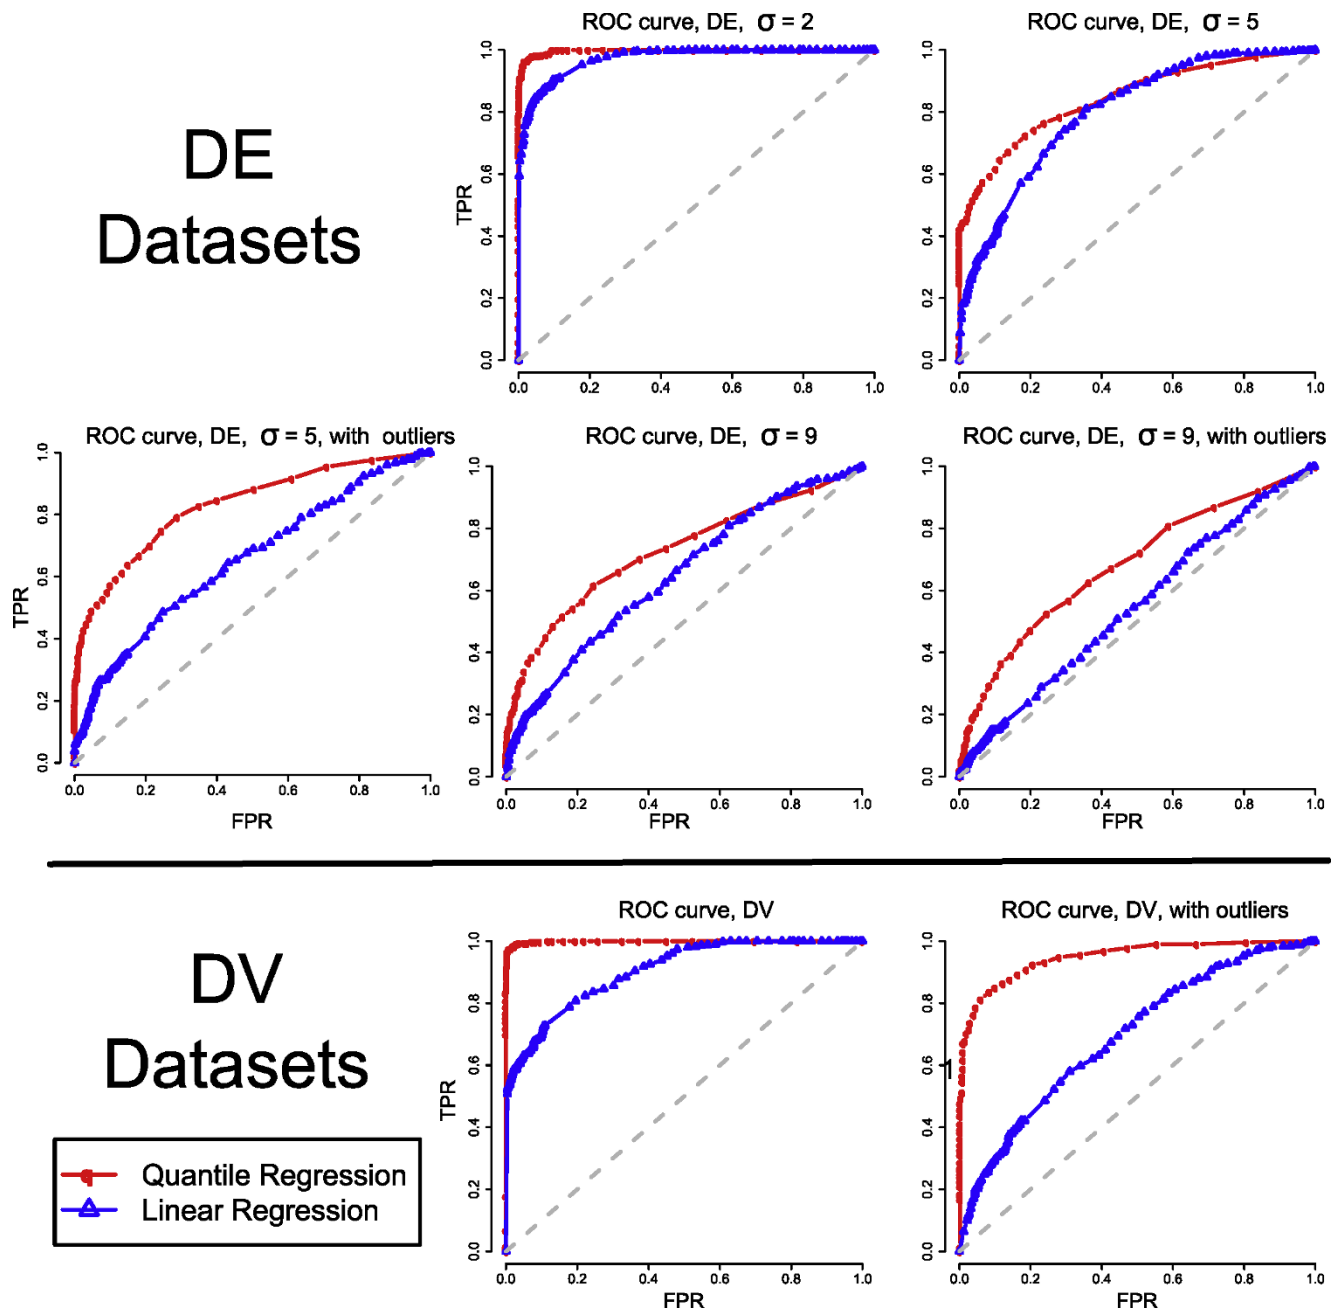 ROC curve, DE, σ = 2
ROC curve, DE, σ = 5
DE
Datasets
TPR
0.0 0.2 0.4 0.6 0.8 1.0
0.0 0.2 0.4 0.6 0.8 1.0
0.0 0.2 0.4 0.6 0.8 1.0
0.0 0.2 0.4 0.6 0.8 1.0
ROC curve, DE, σ = 5, with outliers
ROC curve, DE, σ = 9
ROC curve, DE, σ = 9, with outliers
TPR
0.0 0.2 0.4 0.6 0.8 1.0
0.0 0.2 0.4 0.6 0.8 1.0
FPR
0.0 0.2 0.4 0.6 0.8 1.0
0.0 0.2 0.4 0.6 0.8 1.0
FPR
0.0 0.2 0.4 0.6 0.8 1.0
0.0 0.2 0.4 0.6 0.8 1.0
FPR
ROC curve, DV
ROC curve, DV, with outliers
DV
Datasets
Quantile Regression
Linear Regression
TPR
0.0 0.2 0.4 0.6 0.8 1.0
0.0 0.2 0.4 0.6 0.8 1.0
FPR
1
0.0 0.2 0.4 0.6 0.8 1.0
0.0 0.2 0.4 0.6 0.8 1.0
FPR